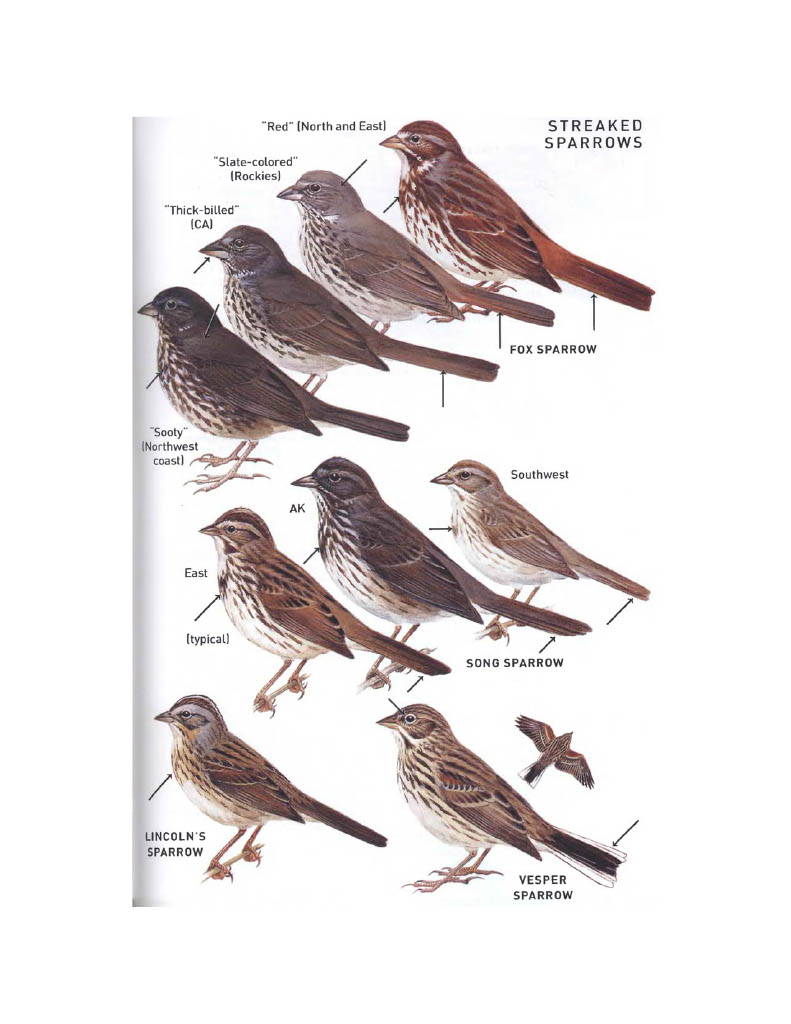 "Red" (North and East)
STREAKED
SPARROWS
"Slate-colored"
(Rockies)
"Thick-billed"
(CA)
FOX SPARROW
"Sooty"
(Northwest
coast)
Southwest
AK
East
(typical)
SONG SPARROW
LINCOLN'S
SPARROW
VESPER
SPARROW